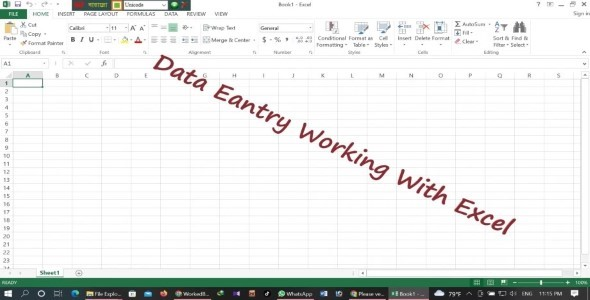 Unicode
Book1 - Excel
Sign in
FILE HOME INSERT PAGE LAYOUT FORMULAS DATA REVIEW VIEW
Cut
Calibri 11 Wrap Text General AutoSum
Copy
Fill
Paste Format Painter
B I U Merge & Center $ % Conditional Format as Cell Insert Delete Format Clear Sort & Find &
Formatting Table Styles Filter Select
Clipboard Font Alignment Number Styles Cells Editing
A1
A B C D E F G H I J K L M N O P Q R S
1
2
3
4
5
6
7
8
9
10
11
12
13
14
15
16
17
18
19
20
21
22
23
Data Eantry Working With Excel
Sheet1
READY 100%
File Explo... WorkedB... WhatsApp Please ve... Book1 - ... 79°F ENG 11:15 PM